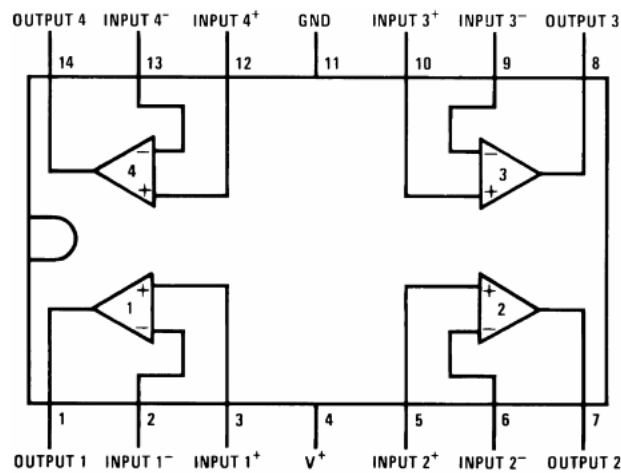 OUTPUT 4 INPUT 4⁻ INPUT 4⁺ GND INPUT 3⁺ INPUT 3⁻ OUTPUT 3
14 13 12 11 10 9 8
− −
4 3
+ +
+ +
1 2
− −
1 2 3 4 5 6 7
OUTPUT 1 INPUT 1⁻ INPUT 1⁺ V⁺ INPUT 2⁺ INPUT 2⁻ OUTPUT 2